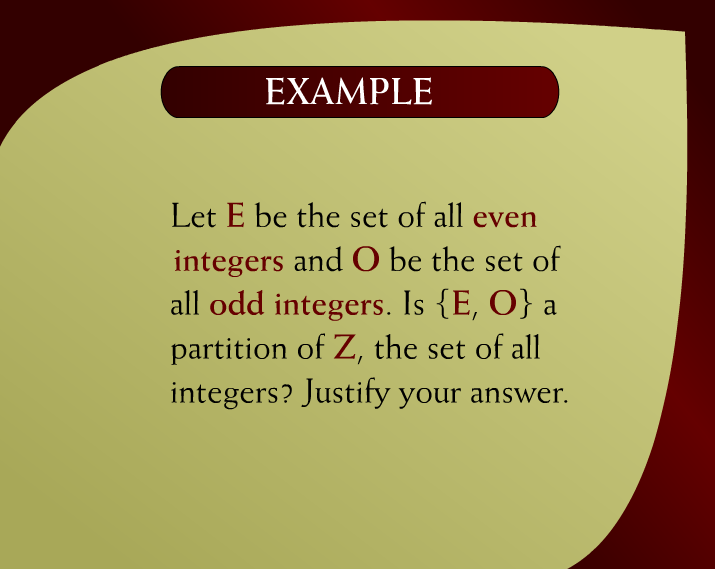 EXAMPLE
Let E be the set of all even
integers and O be the set of
all odd integers. Is {E, O} a
partition of Z, the set of all
integers? Justify your answer.